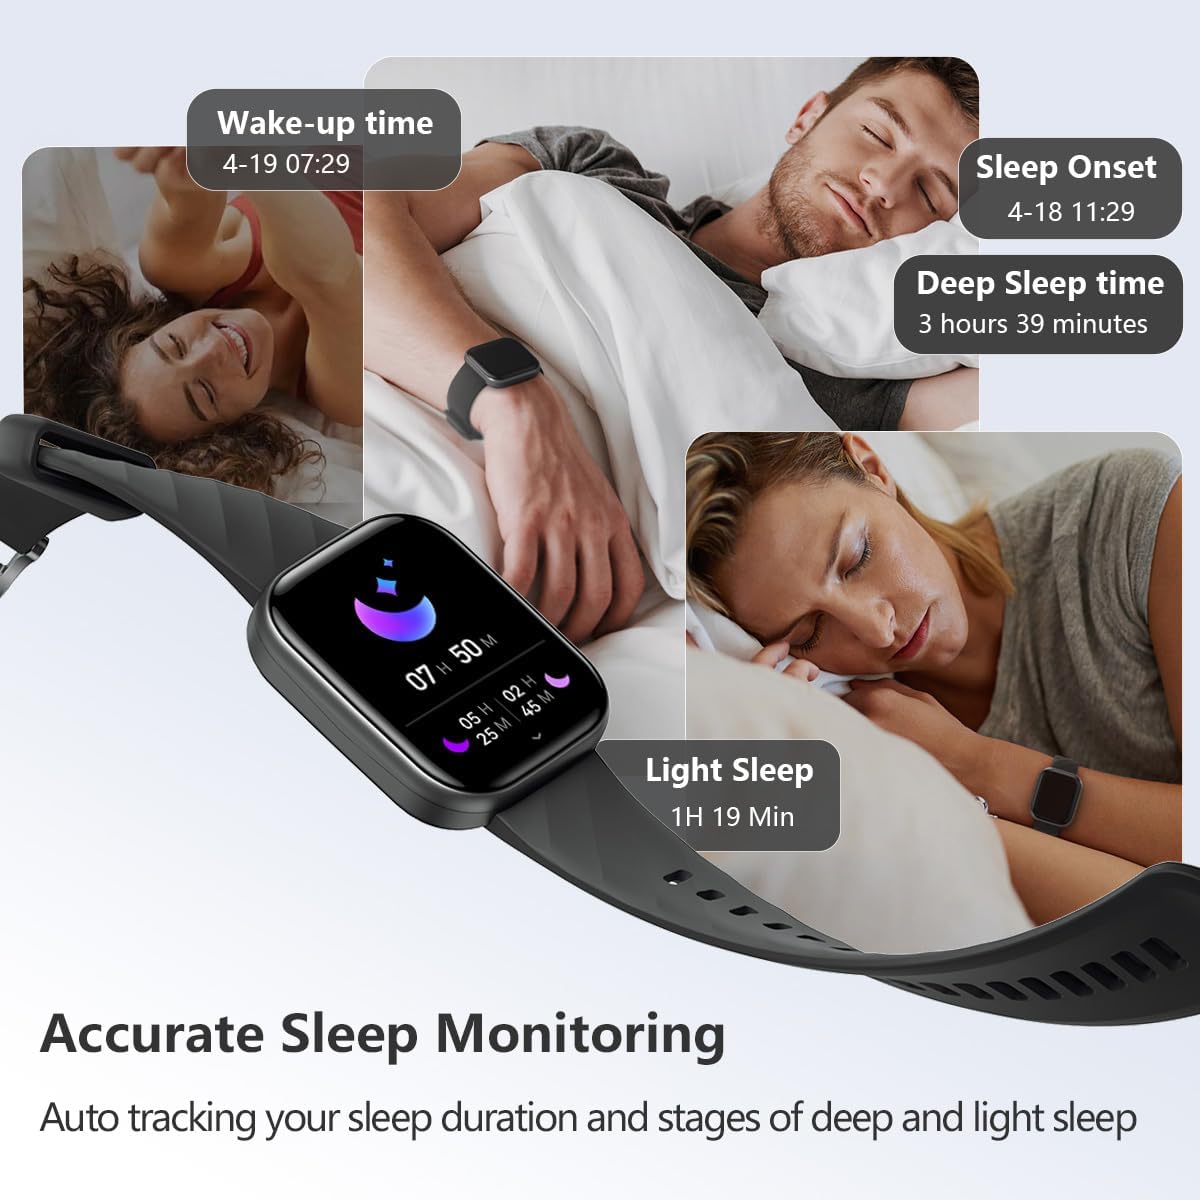 Wake-up time
4-19 07:29
Sleep Onset
4-18 11:29
Deep Sleep time
3 hours 39 minutes
07 H 50 M
05 H
25 M
02 H
45 M
Light Sleep
1H 19 Min
Accurate Sleep Monitoring
Auto tracking your sleep duration and stages of deep and light sleep